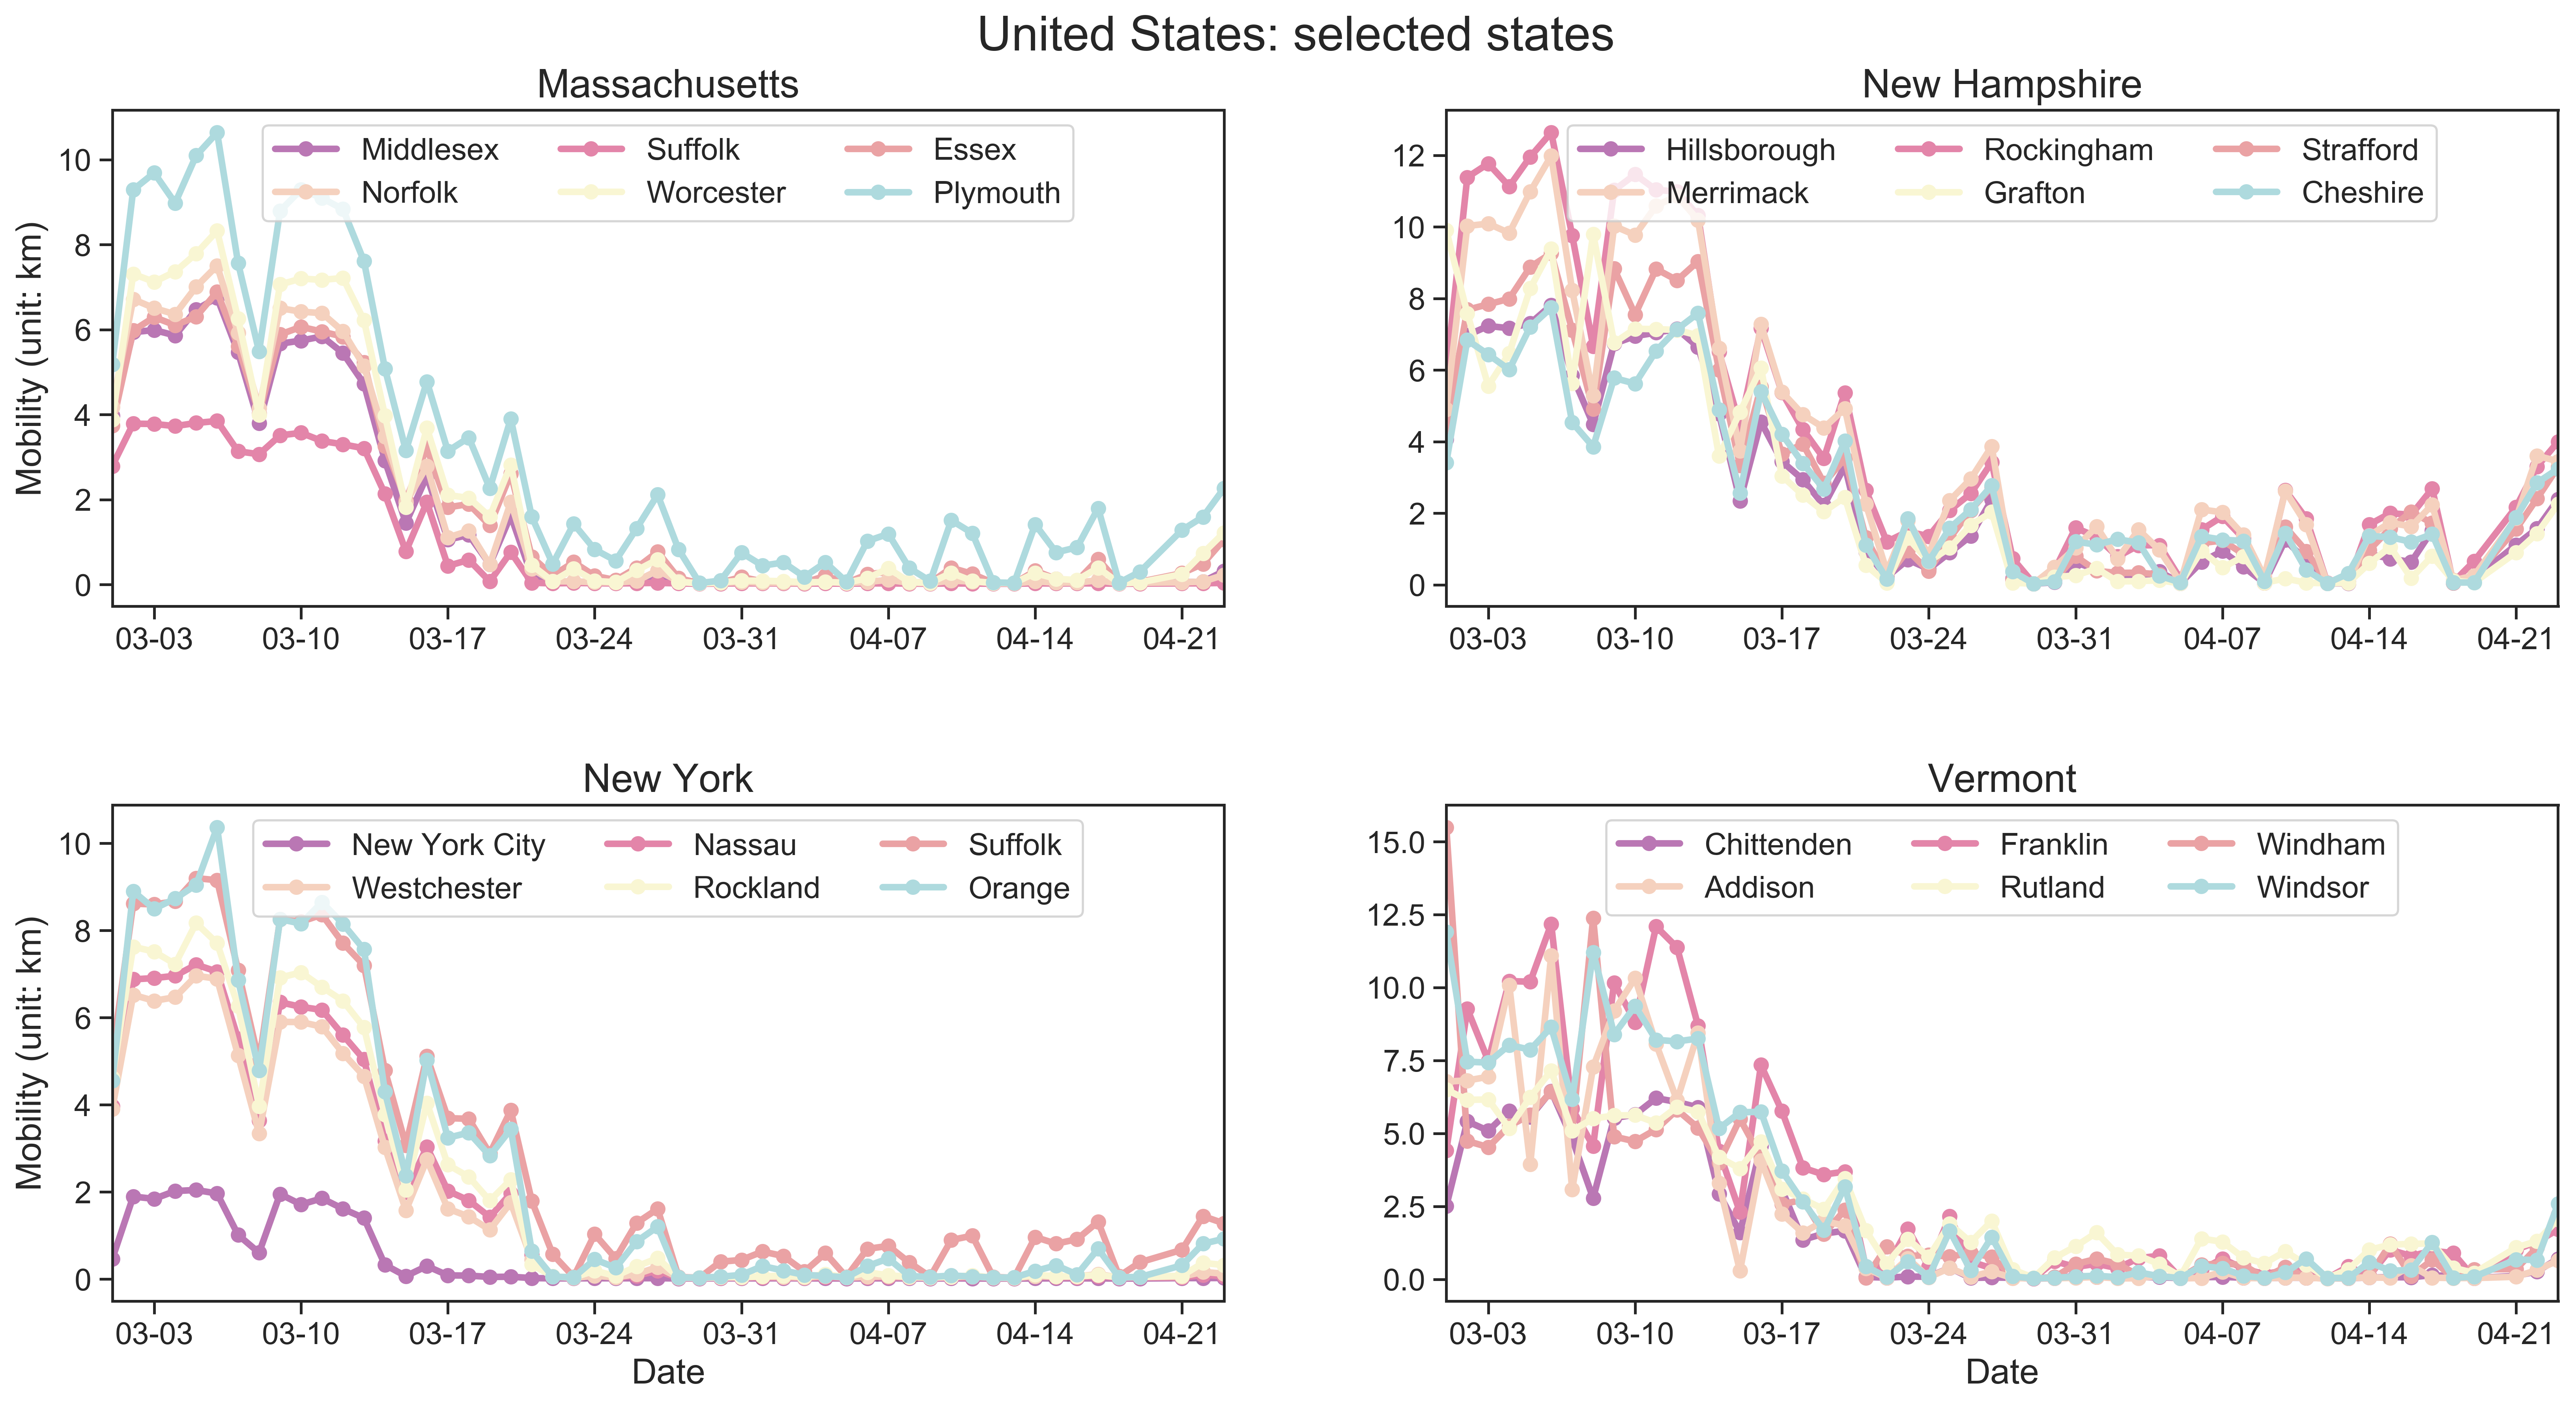 United States: selected states
Massachusetts
Mobility (unit: km)
10
8
6
4
2
0
Middlesex Suffolk Essex
Norfolk Worcester Plymouth
03-03 03-10 03-17 03-24 03-31 04-07 04-14 04-21
New Hampshire
12
10
8
6
4
2
0
Hillsborough Rockingham Strafford
Merrimack Grafton Cheshire
03-03 03-10 03-17 03-24 03-31 04-07 04-14 04-21
New York
Mobility (unit: km)
10
8
6
4
2
0
New York City Nassau Suffolk
Westchester Rockland Orange
03-03 03-10 03-17 03-24 03-31 04-07 04-14 04-21
Date
Vermont
15.0
12.5
10.0
7.5
5.0
2.5
0.0
Chittenden Franklin Windham
Addison Rutland Windsor
03-03 03-10 03-17 03-24 03-31 04-07 04-14 04-21
Date